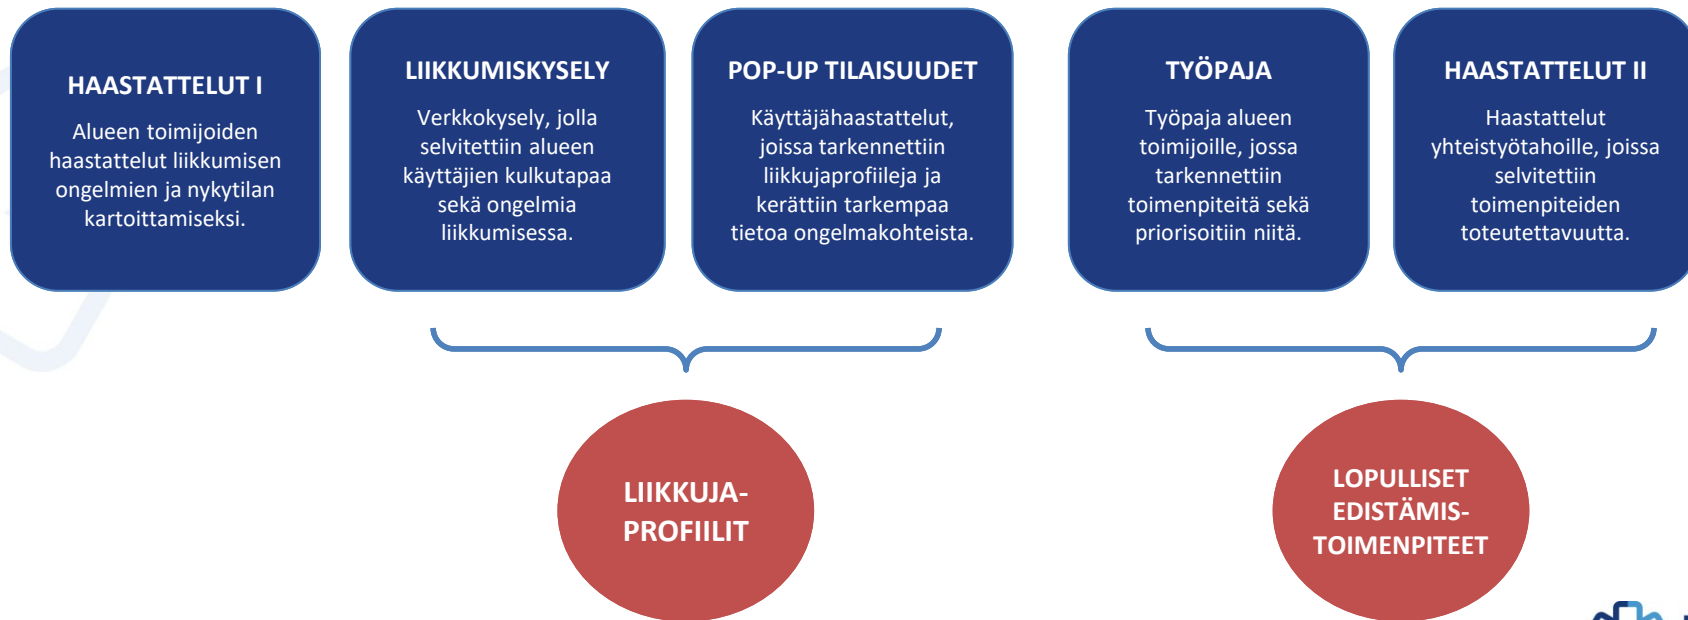 HAASTATTELUT I
Alueen toimijoiden
haastattelut liikkumisen
ongelmien ja nykytilan
kartoittamiseksi.
LIIKKUMISKYSELY
Verkkokysely, jolla
selvitettiin alueen
käyttäjien kulkutapaa
sekä ongelmia
liikkumisessa.
POP-UP TILAISUUDET
Käyttäjähaastattelut,
joissa tarkennettiin
liikkujaprofiileja ja
kerättiin tarkempaa
tietoa ongelmakohteista.
TYÖPAJA
Työpaja alueen
toimijoille, jossa
tarkennettiin
toimenpiteitä sekä
priorisoitiin niitä.
HAASTATTELUT II
Haastattelut
yhteistyötahoille, joissa
selvitettiin
toimenpiteiden
toteutettavuutta.
LIIKKUJA-
PROFIILIT
LOPULLISET
EDISTÄMIS-
TOIMENPITEET